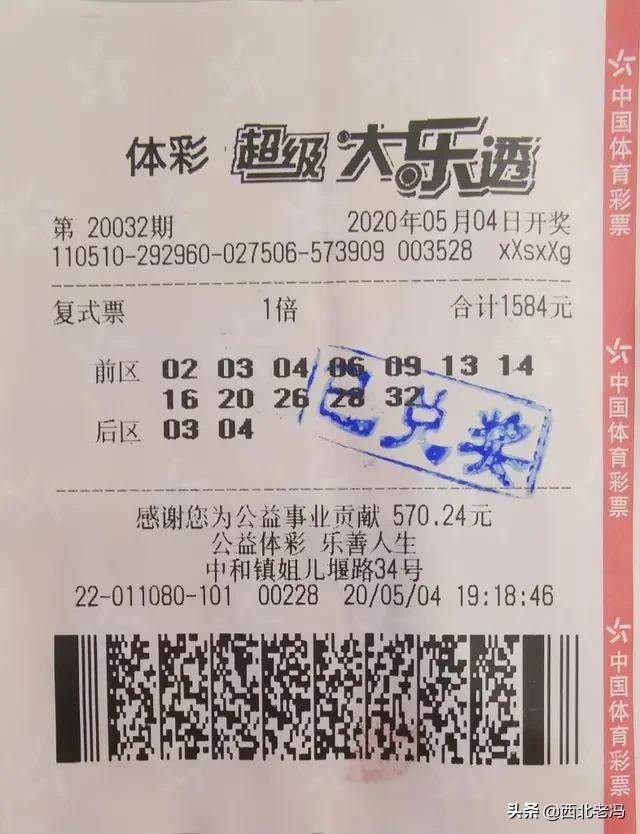 体彩 超级大乐透
第 20032期 2020年05月04日开奖
110510-292960-027506-573909 003528 xXsxXg
复式票 1倍 合计1584元
前区 02 03 04 06 09 13 14
16 20 26 28 32
后区 03 04
已兑奖
感谢您为公益事业贡献 570.24元
公益体彩 乐善人生
中和镇姐儿堰路34号
22-011080-101 00228 20/05/04 19:18:46
中国体育彩票
中国体育彩票
中国体育彩票
头条 @西北老冯